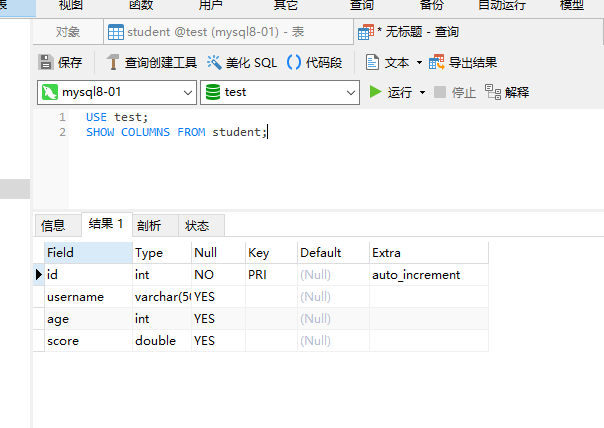 表 视图 函数 用户 其它 查询 备份 自动运行 模型
对象 student @test (mysql8-01) - 表 * 无标题 - 查询
保存 查询创建工具 美化 SQL 代码段 文本 导出结果
mysql8-01 test 运行 停止 解释
1 USE test;
2 SHOW COLUMNS FROM student;
信息 结果 1 剖析 状态
Field Type Null Key Default Extra
id int NO PRI (Null) auto_increment
username varchar(50 YES (Null)
age int YES (Null)
score double YES (Null)